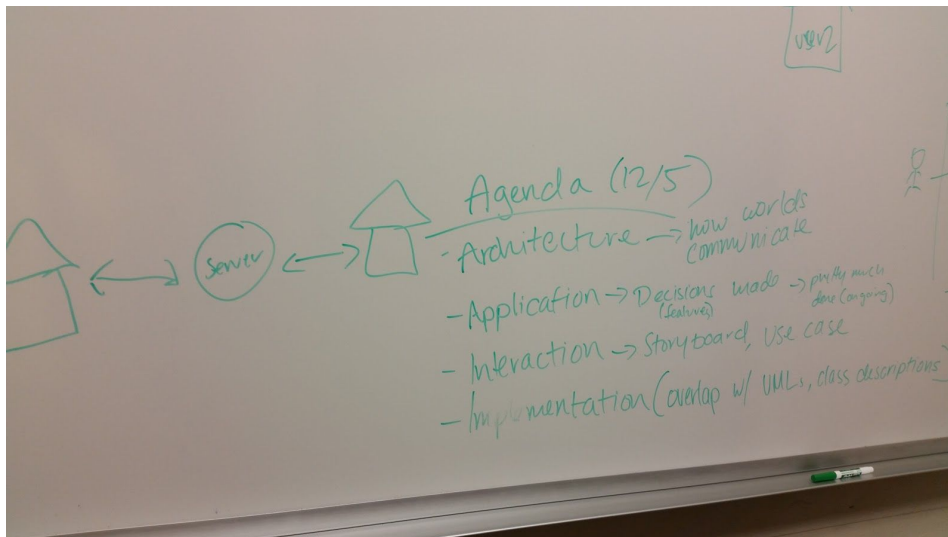 user2
Server
Agenda (12/5)
- Architecture → how worlds
communicate
- Application → Decisions made → pretty much
(features) done (ongoing)
- Interaction → Storyboard, use case
- Implementation (overlap w/ UMLs, class descriptions)